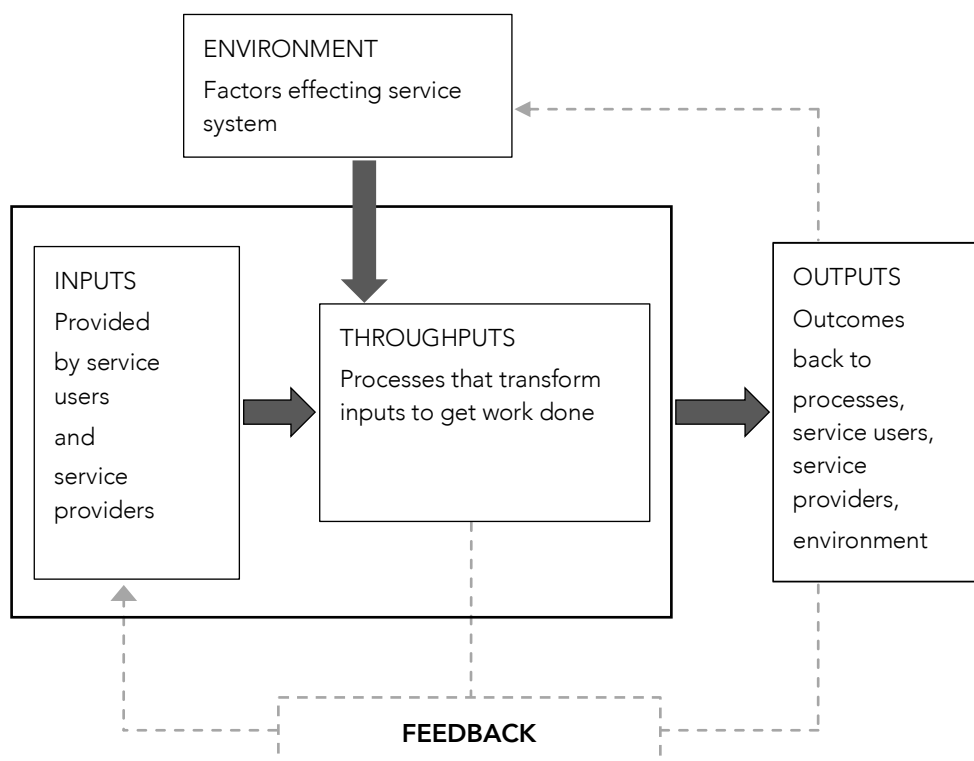 ENVIRONMENT
Factors effecting service
system
INPUTS
Provided
by service
users
and
service
providers
THROUGHPUTS
Processes that transform
inputs to get work done
OUTPUTS
Outcomes
back to
processes,
service users,
service
providers,
environment
FEEDBACK